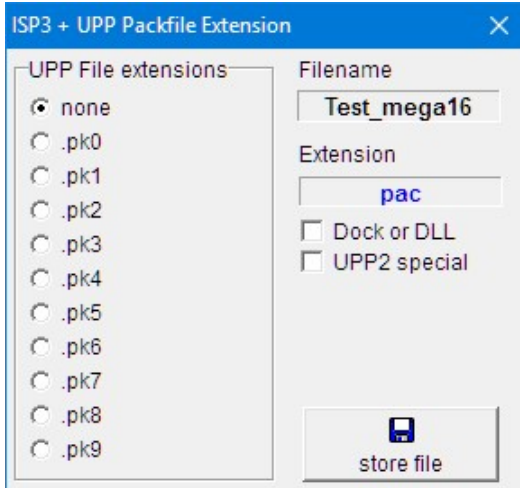 ISP3 + UPP Packfile Extension
UPP File extensions
none
.pk0
.pk1
.pk2
.pk3
.pk4
.pk5
.pk6
.pk7
.pk8
.pk9
Filename
Test_mega16
Extension
pac
Dock or DLL
UPP2 special
store file